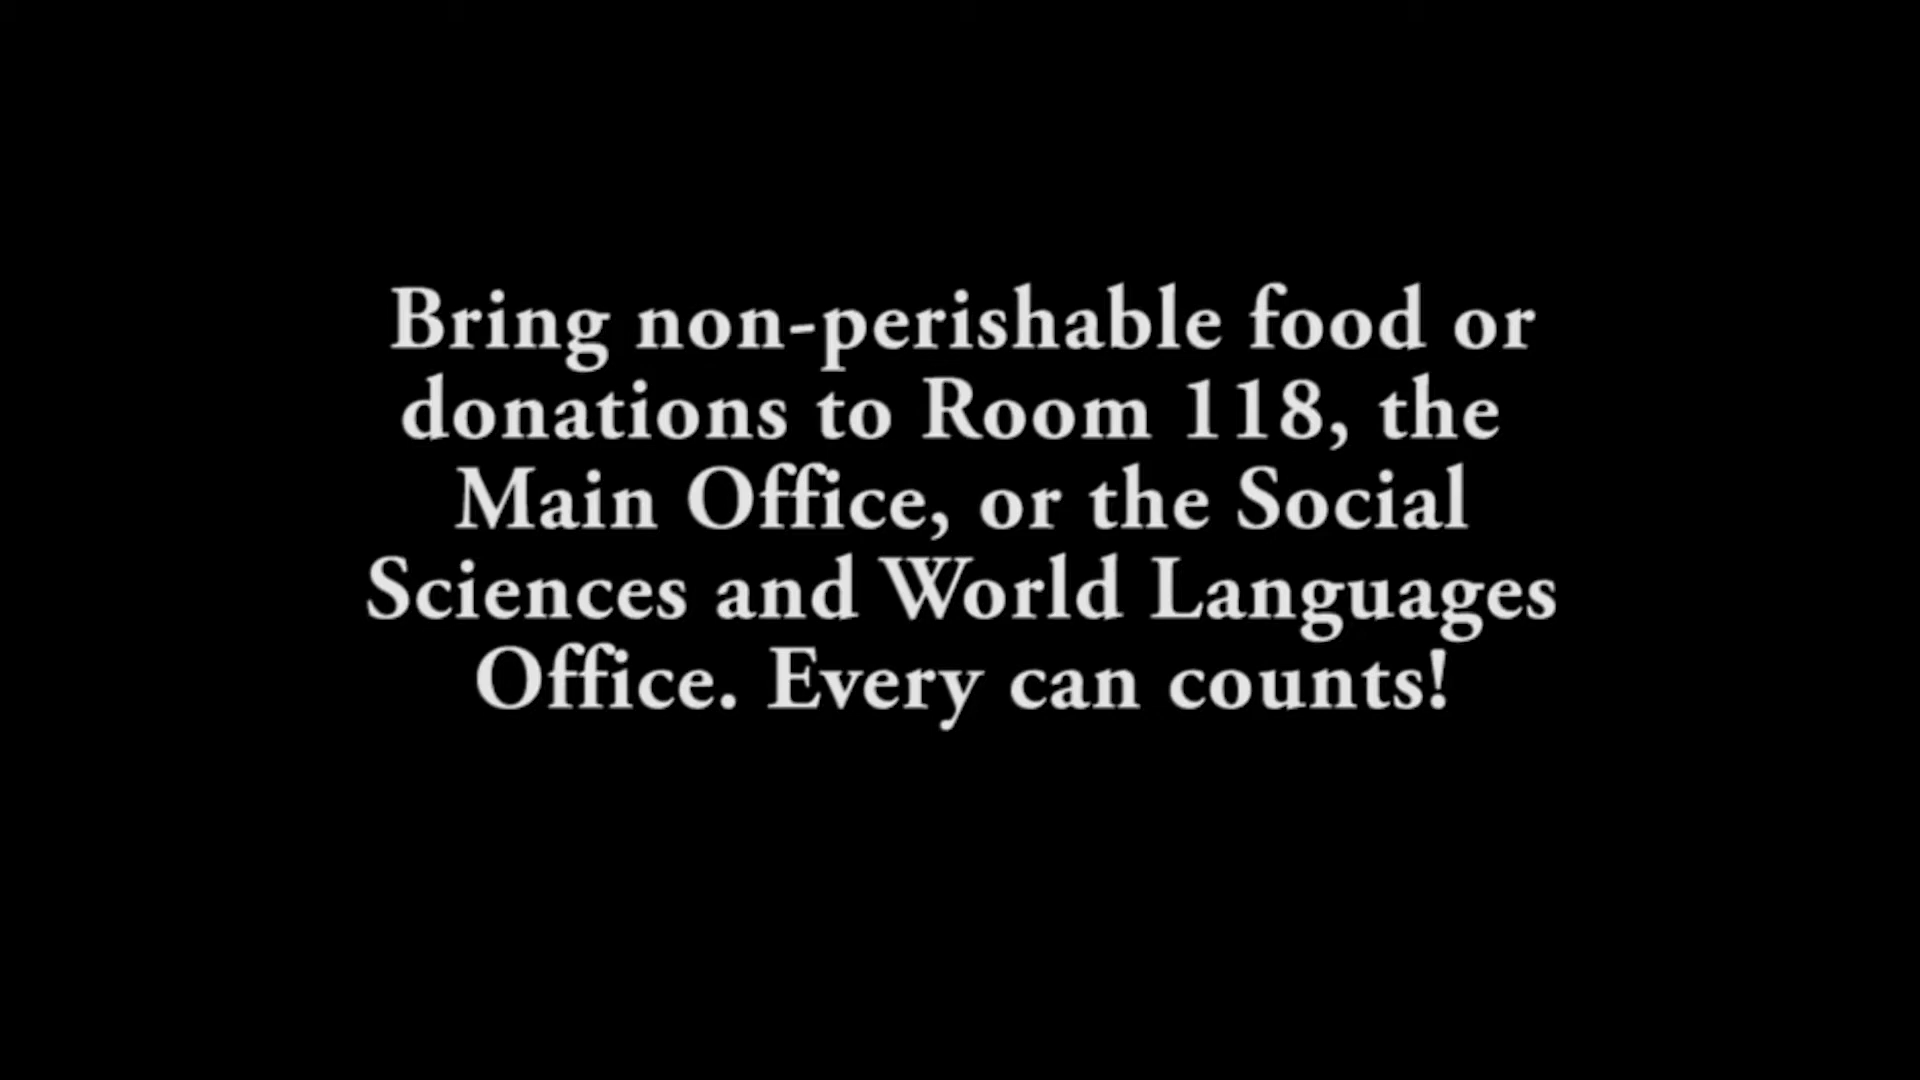 Bring non-perishable food or
donations to Room 118, the
Main Office, or the Social
Sciences and World Languages
Office. Every can counts!